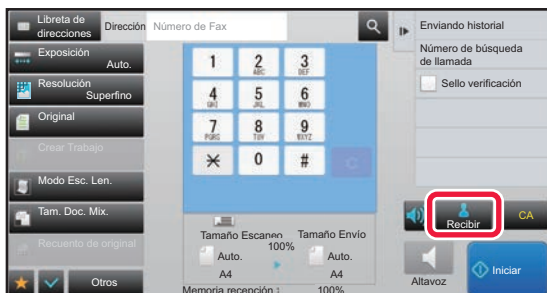 Libreta de
direcciones
Dirección
Número de Fax
Exposición
Auto.
Resolución
Superfino
Original
Crear Trabajo
Modo Esc. Len.
Tam. Doc. Mix.
Recuento de original
Otros
1
2
ABC
3
DEF
4
GHI
5
JKL
6
MNO
7
PQRS
8
TUV
9
WXYZ
0
#
C
Tamaño Escaneo
Tamaño Envío
100%
Auto.
A4
Auto.
A4
Memoria recepción :
100%
Enviando historial
Número de búsqueda
de llamada
Sello verificación
Recibir
CA
Altavoz
Iniciar